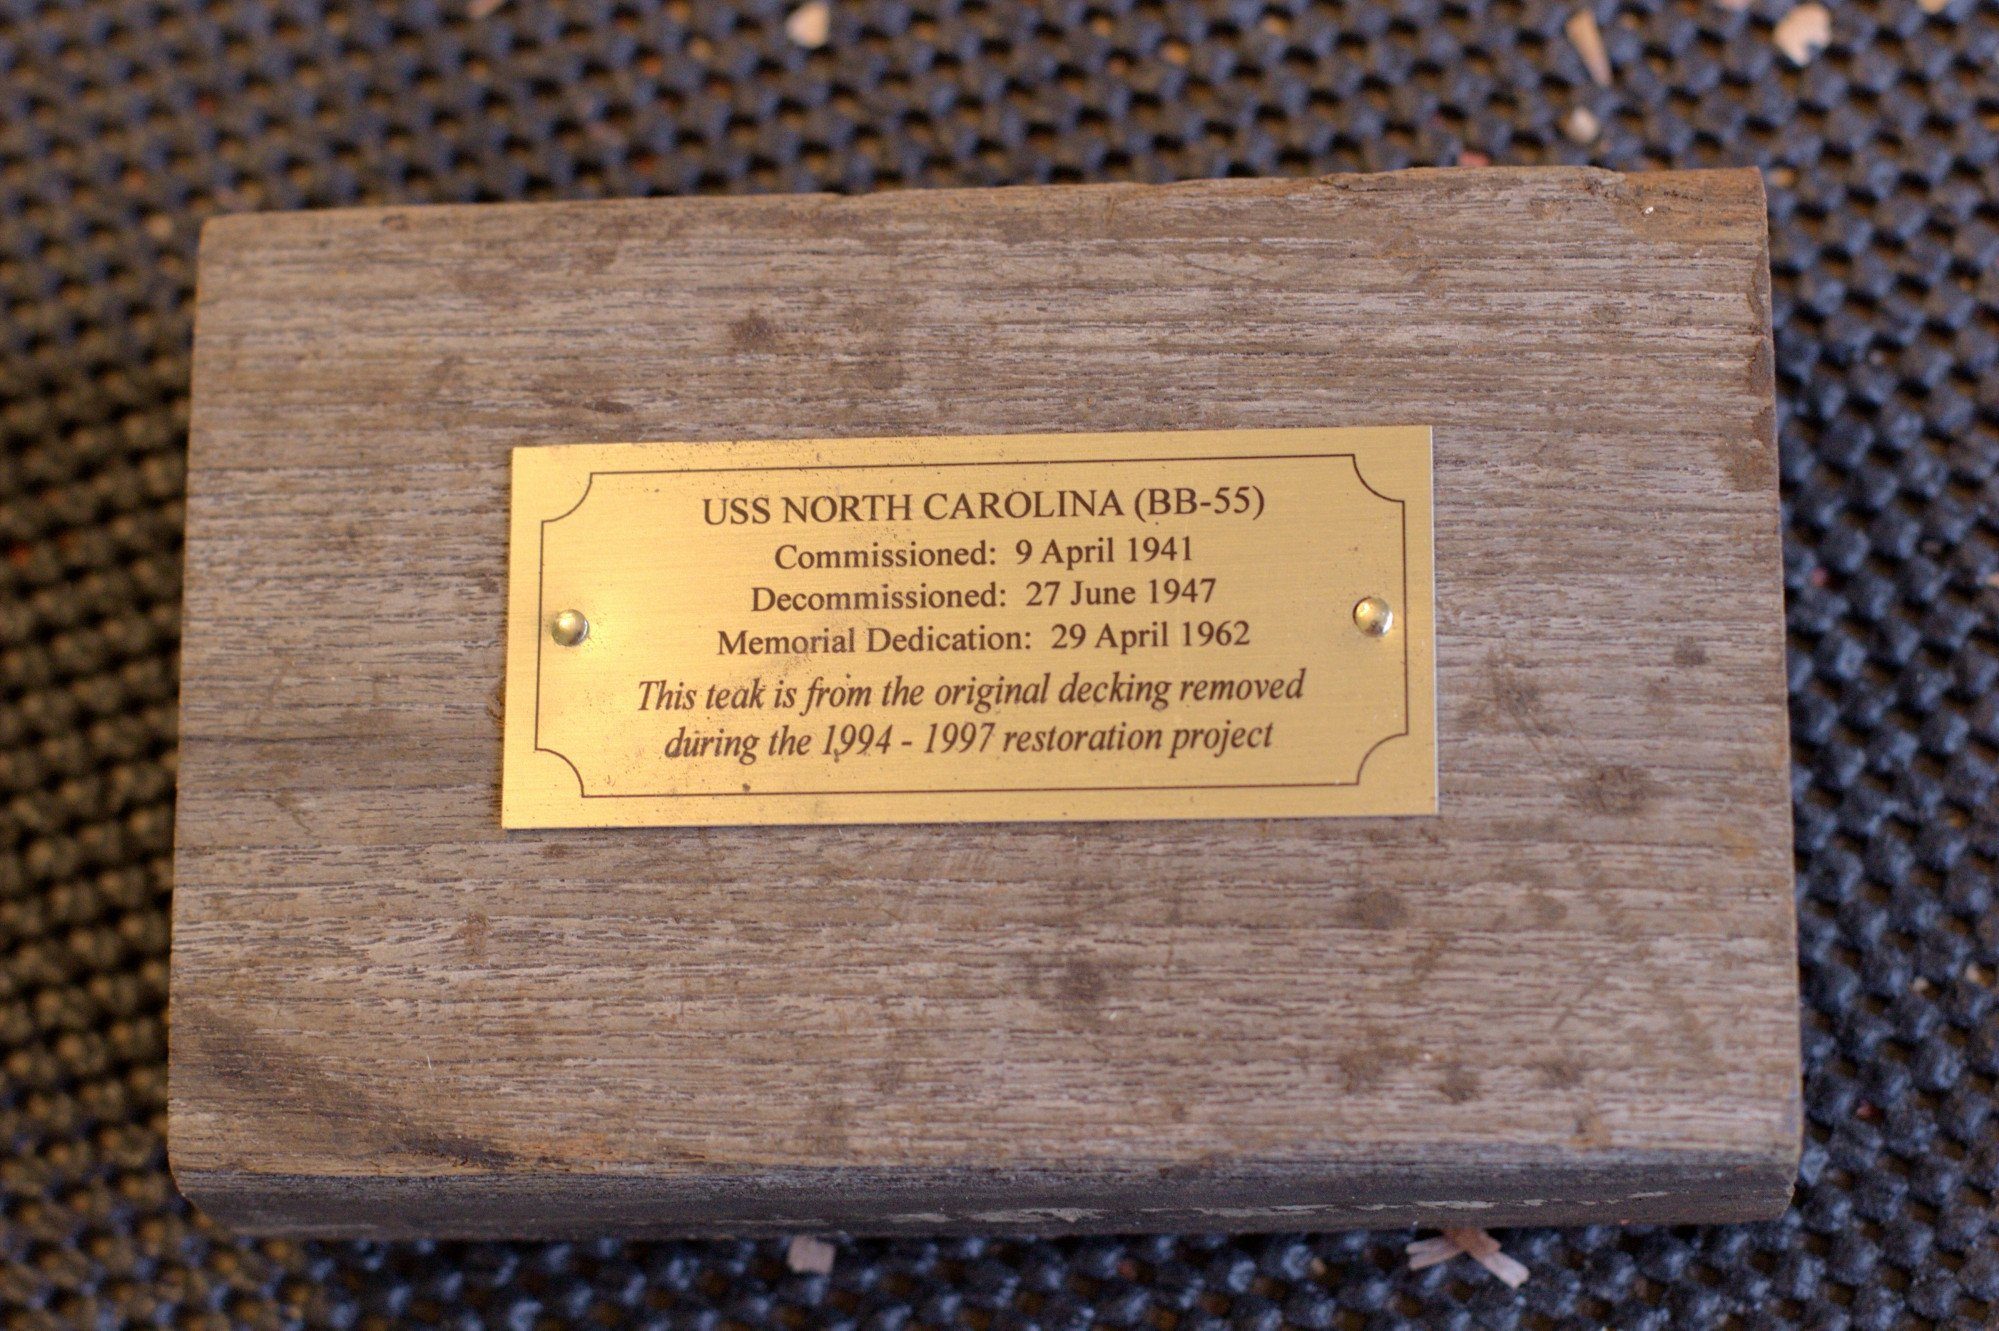 USS NORTH CAROLINA (BB-55)
Commissioned: 9 April 1941
Decommissioned: 27 June 1947
Memorial Dedication: 29 April 1962
This teak is from the original decking removed
during the 1994 - 1997 restoration project